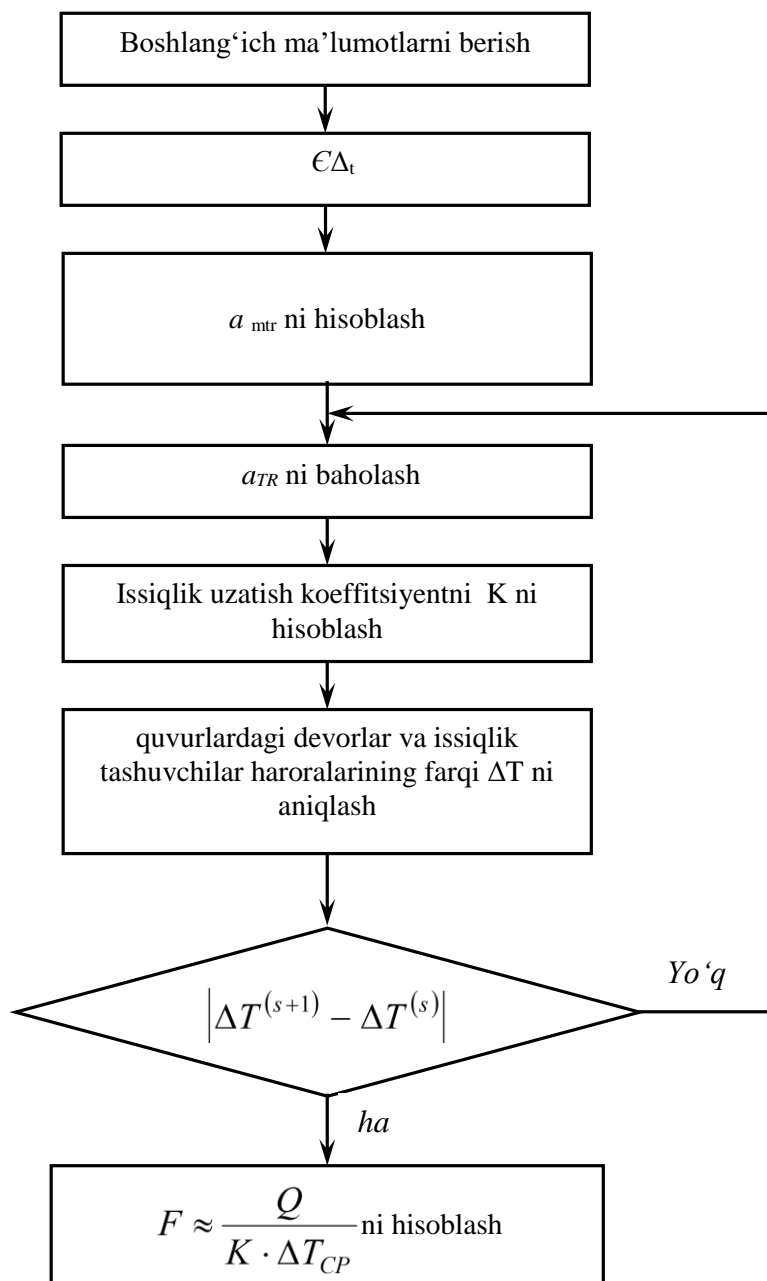 Boshlang‘ich ma’lumotlarni berish
ЄΔt
a mtr ni hisoblash
aTR ni baholash
Issiqlik uzatish koeffitsiyentni K ni
hisoblash
quvurlardagi devorlar va issiqlik
tashuvchilar haroralarining farqi ΔT ni
aniqlash
Yo‘q
|ΔT^(s+1) − ΔT^(s)|
ha
F ≈ Q / (K · ΔT_CP) ni hisoblash